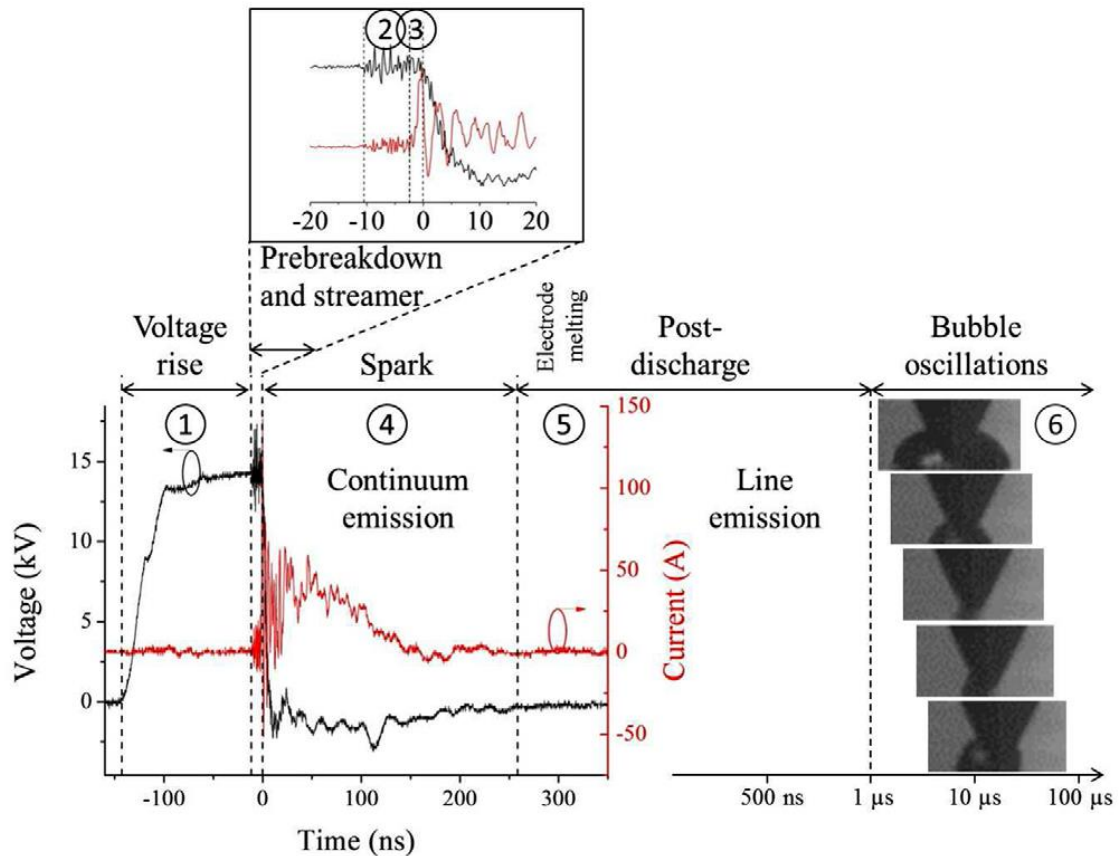 2 3
-20 -10 0 10 20
Prebreakdown
and streamer
Voltage
rise
Spark
Electrode
melting
Post-
discharge
Bubble
oscillations
1
4
5
6
Continuum
emission
Line
emission
15
10
5
0
Voltage (kV)
150
100
50
0
-50
Current (A)
-100 0 100 200 300
500 ns 1 µs 10 µs 100 µs
Time (ns)